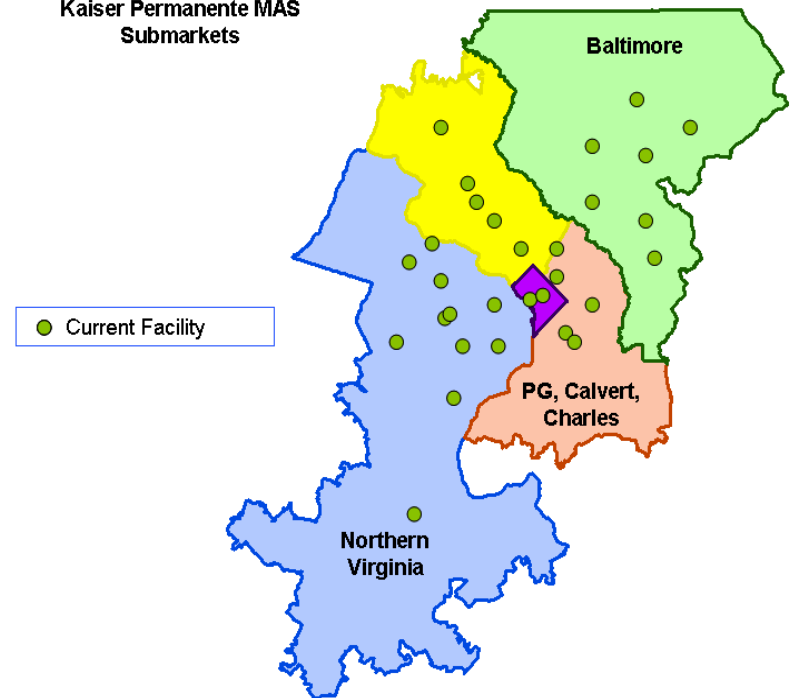 Kaiser Permanente MAS
Submarkets
Baltimore
Current Facility
PG, Calvert,
Charles
Northern
Virginia